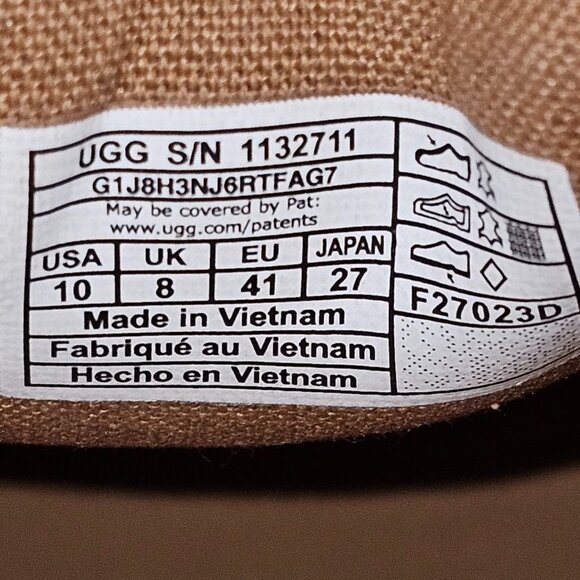 UGG S/N 1132711
G1J8H3NJ6RTFAG7
May be covered by Pat:
www.ugg.com/patents
USA UK EU JAPAN
10 8 41 27
Made in Vietnam
Fabriqué au Vietnam
Hecho en Vietnam
F27023D